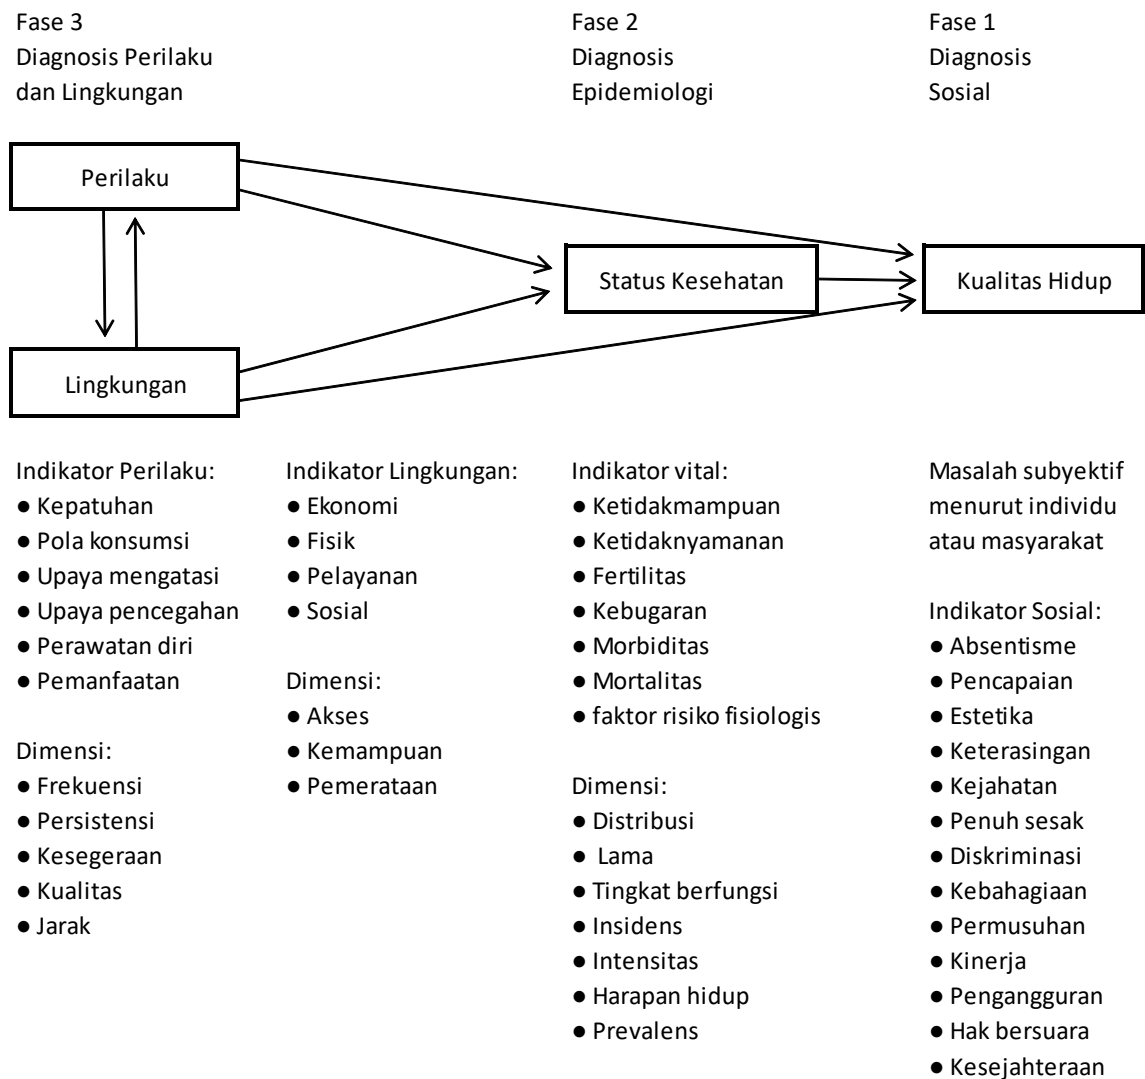 Fase 3
Diagnosis Perilaku
dan Lingkungan
Fase 2
Diagnosis
Epidemiologi
Fase 1
Diagnosis
Sosial
Perilaku
Lingkungan
Status Kesehatan
Kualitas Hidup
Indikator Perilaku:
● Kepatuhan
● Pola konsumsi
● Upaya mengatasi
● Upaya pencegahan
● Perawatan diri
● Pemanfaatan
Dimensi:
● Frekuensi
● Persistensi
● Kesegeraan
● Kualitas
● Jarak
Indikator Lingkungan:
● Ekonomi
● Fisik
● Pelayanan
● Sosial
Dimensi:
● Akses
● Kemampuan
● Pemerataan
Indikator vital:
● Ketidakmampuan
● Ketidaknyamanan
● Fertilitas
● Kebugaran
● Morbiditas
● Mortalitas
● faktor risiko fisiologis
Dimensi:
● Distribusi
● Lama
● Tingkat berfungsi
● Insidens
● Intensitas
● Harapan hidup
● Prevalens
Masalah subyektif
menurut individu
atau masyarakat
Indikator Sosial:
● Absentisme
● Pencapaian
● Estetika
● Keterasingan
● Kejahatan
● Penuh sesak
● Diskriminasi
● Kebahagiaan
● Permusuhan
● Kinerja
● Pengangguran
● Hak bersuara
● Kesejahteraan